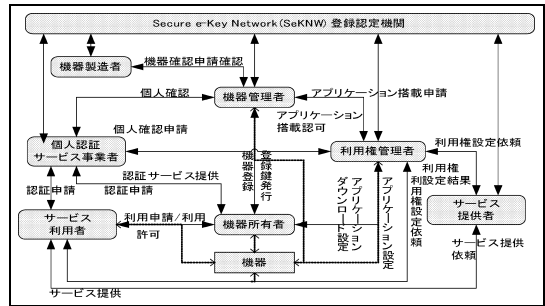 Secure e-Key Network(SeKNW) 登録認定機関
機器製造者
機器確認申請確認
個人確認
機器管理者
アプリケーション搭載申請
アプリケーション
搭載認可
個人確認申請
個人認証
サービス事業者
利用権管理者
利用権設定依頼
利用権
利設定結果
認証サービス提供
認証申請
認証申請
機器登録
登録鍵発行
アプリケーション
ダウンロード設定
アプリケーション設定
利用権設定依頼
サービス
利用者
利用申請/利用
許可
機器所有者
サービス
提供者
機器
サービス提供
依頼
サービス提供